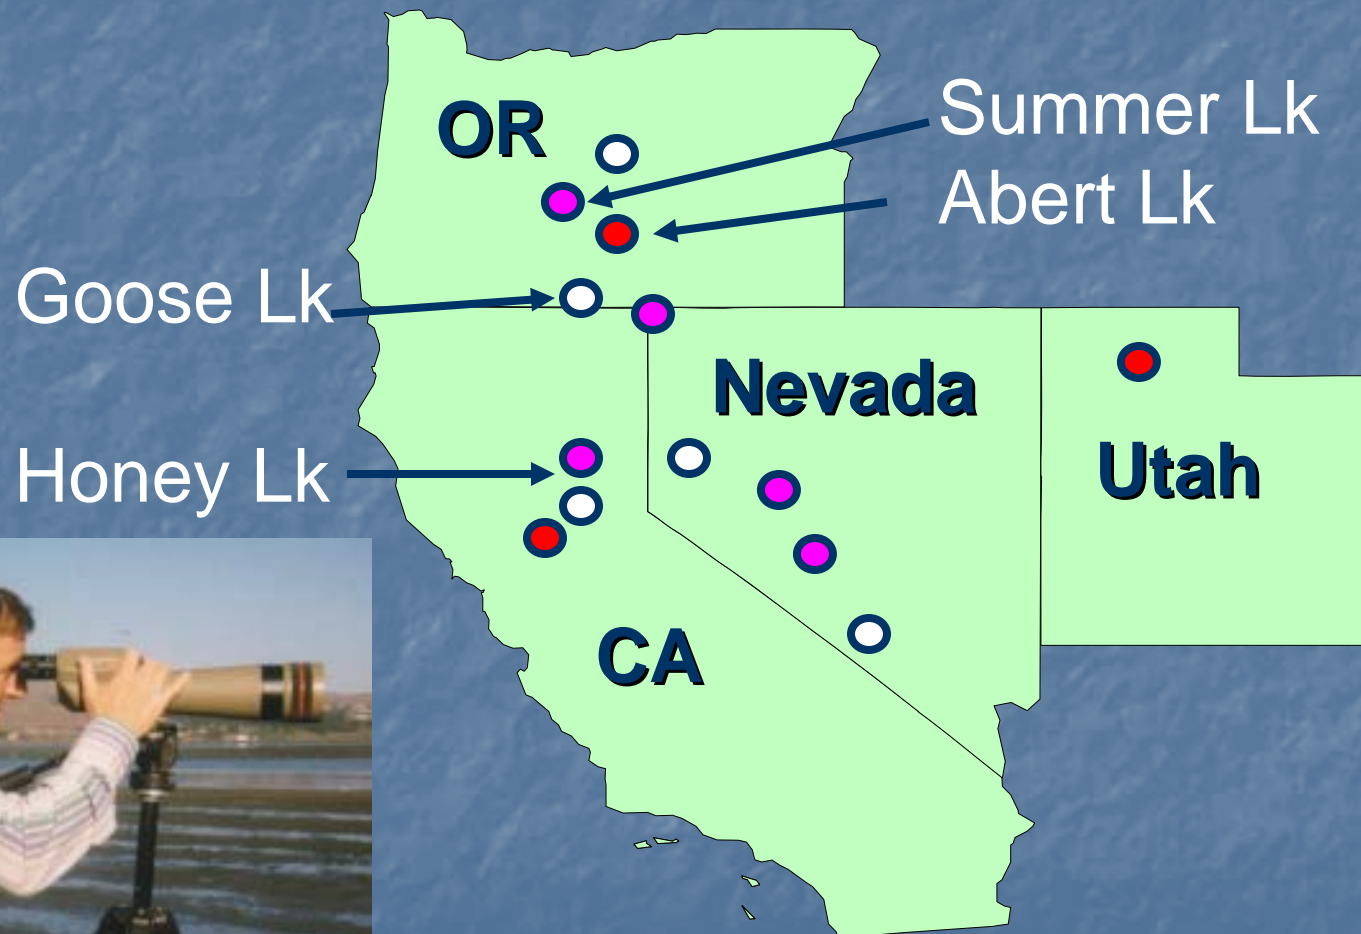 OR
Summer Lk
Abert Lk
Goose Lk
Nevada
Honey Lk
Utah
CA